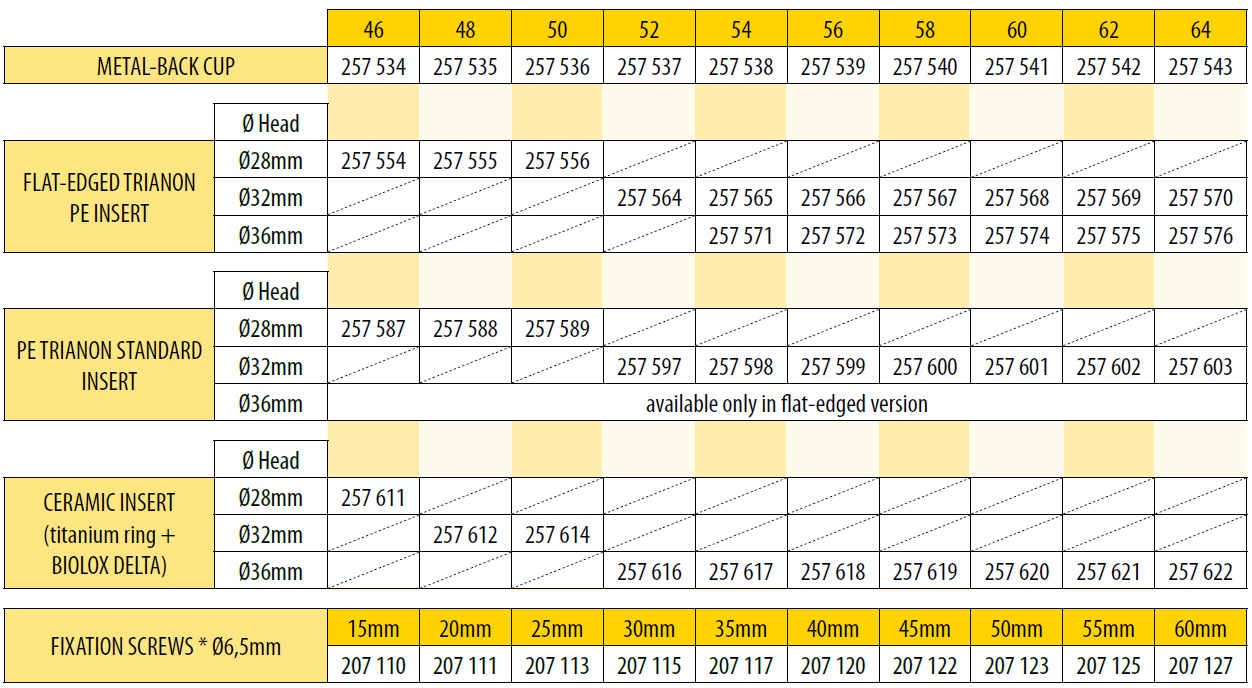 46 48 50 52 54 56 58 60 62 64
METAL-BACK CUP 257 534 257 535 257 536 257 537 257 538 257 539 257 540 257 541 257 542 257 543
Ø Head
FLAT-EDGED TRIANON
PE INSERT
Ø28mm 257 554 257 555 257 556
Ø32mm 257 564 257 565 257 566 257 567 257 568 257 569 257 570
Ø36mm 257 571 257 572 257 573 257 574 257 575 257 576
Ø Head
PE TRIANON STANDARD
INSERT
Ø28mm 257 587 257 588 257 589
Ø32mm 257 597 257 598 257 599 257 600 257 601 257 602 257 603
Ø36mm available only in flat-edged version
Ø Head
CERAMIC INSERT
(titanium ring +
BIOLOX DELTA)
Ø28mm 257 611
Ø32mm 257 612 257 614
Ø36mm 257 616 257 617 257 618 257 619 257 620 257 621 257 622
FIXATION SCREWS * Ø6,5mm
15mm 20mm 25mm 30mm 35mm 40mm 45mm 50mm 55mm 60mm
207 110 207 111 207 113 207 115 207 117 207 120 207 122 207 123 207 125 207 127